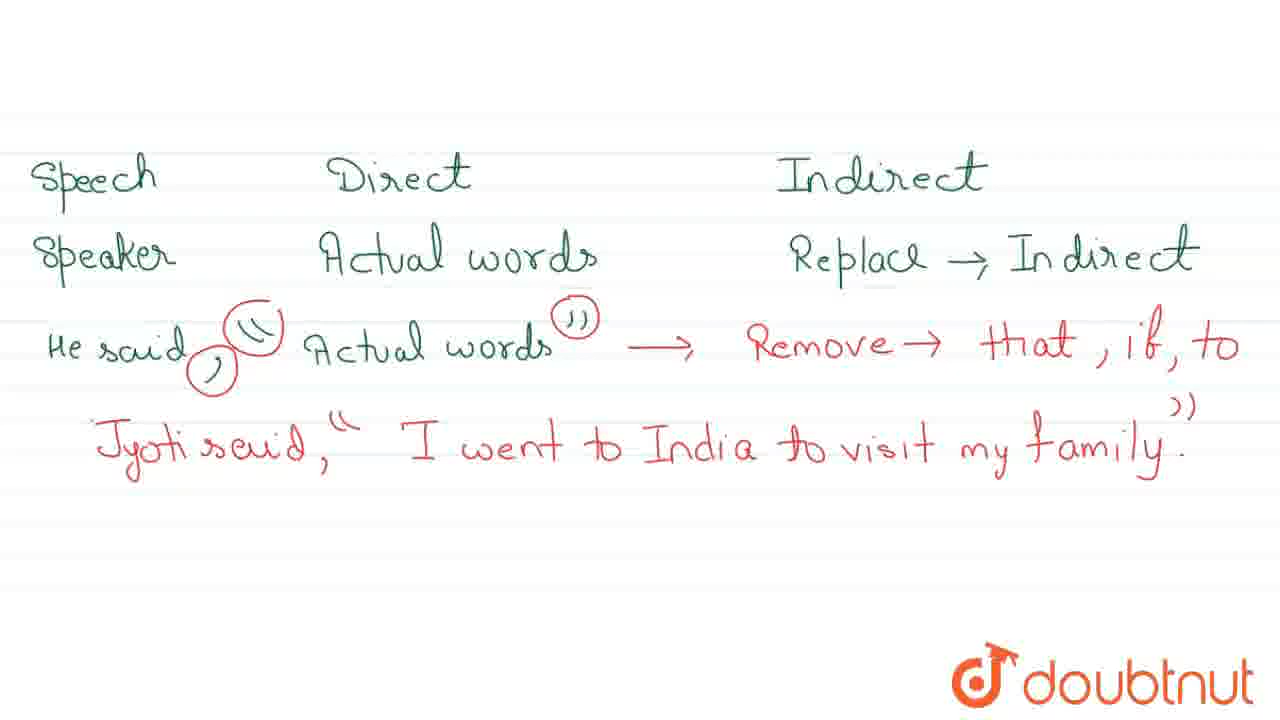 Speech Direct Indirect
Speaker Actual words Replace → Indirect
He said, “ Actual words ” → Remove → that, if, to
Jyoti said, “ I went to India to visit my family. ”
doubtnut